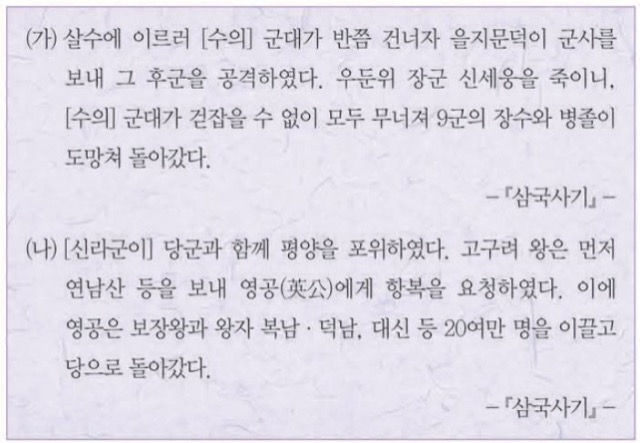 (가) 살수에 이르러 [수의] 군대가 반쯤 건너자 을지문덕이 군사를
보내 그 후군을 공격하였다. 우둔위 장군 신세웅을 죽이니,
[수의] 군대가 걷잡을 수 없이 모두 무너져 9군의 장수와 병졸이
도망쳐 돌아갔다.
-『삼국사기』-
(나) [신라군이] 당군과 함께 평양을 포위하였다. 고구려 왕은 먼저
연남산 등을 보내 영공(英公)에게 항복을 요청하였다. 이에
영공은 보장왕과 왕자 복남 · 덕남, 대신 등 20여만 명을 이끌고
당으로 돌아갔다.
-『삼국사기』-